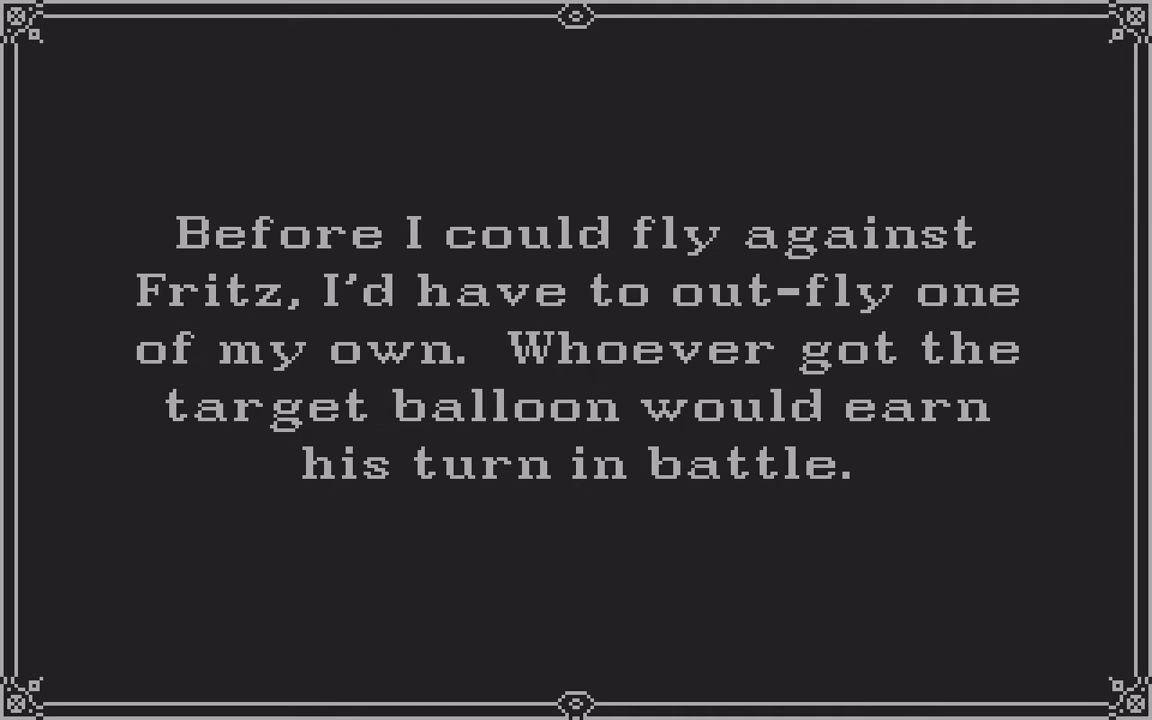 Before I could fly against
Fritz, I'd have to out-fly one
of my own.  Whoever got the
target balloon would earn
his turn in battle.